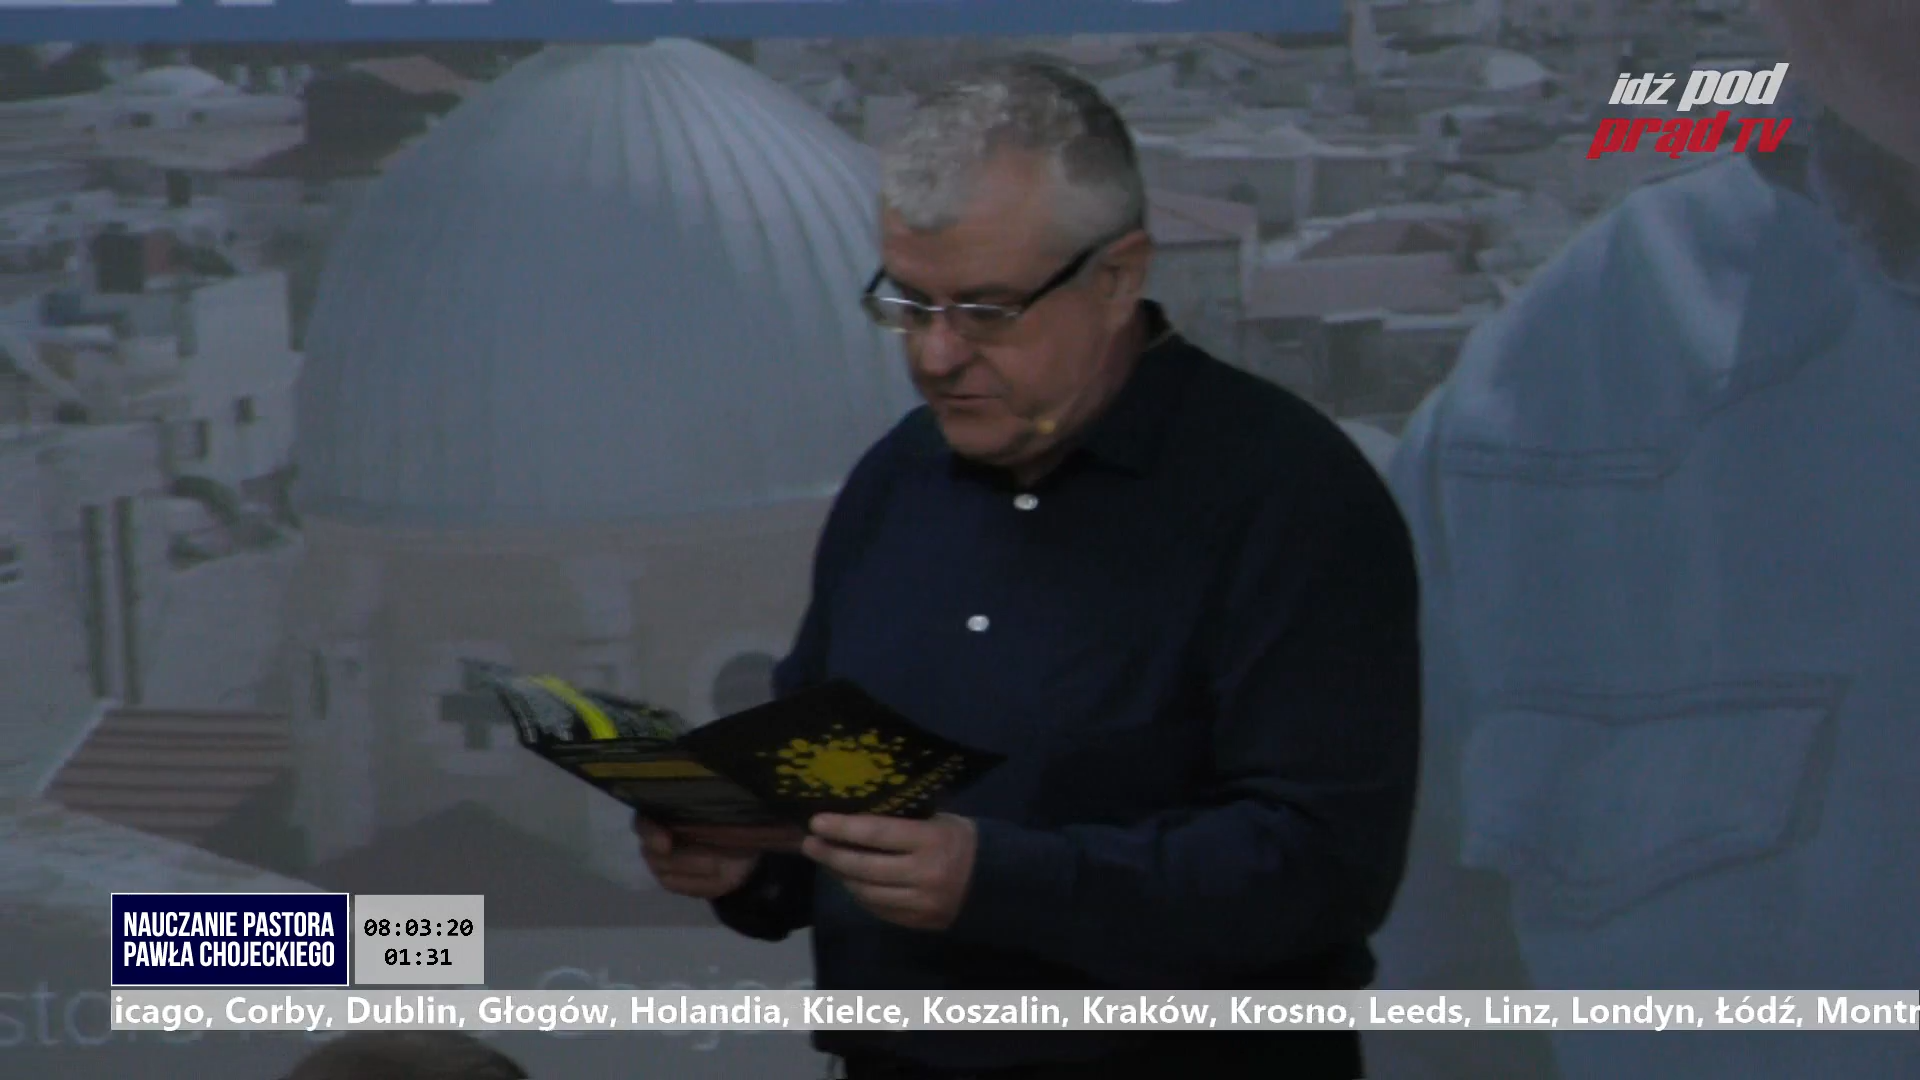 idź pod
prąd TV
NAUCZANIE PASTORA
PAWŁA CHOJECKIEGO
08:03:20
01:31
icago, Corby, Dublin, Głogów, Holandia, Kielce, Koszalin, Kraków, Krosno, Leeds, Linz, Londyn, Łódź, Montr